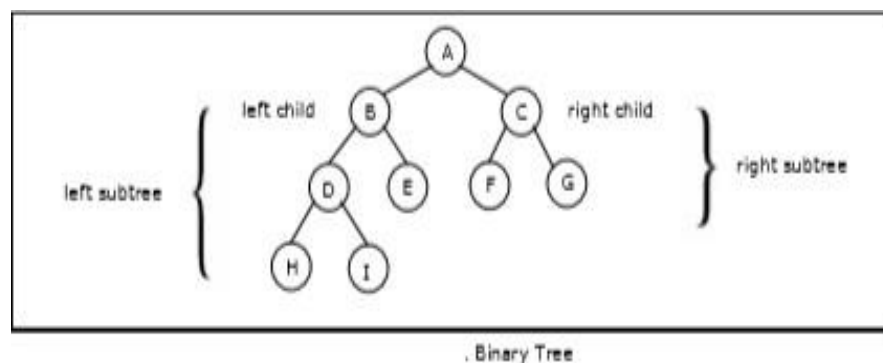 A
left child B C right child
left subtree D E F G right subtree
H I
. Binary Tree